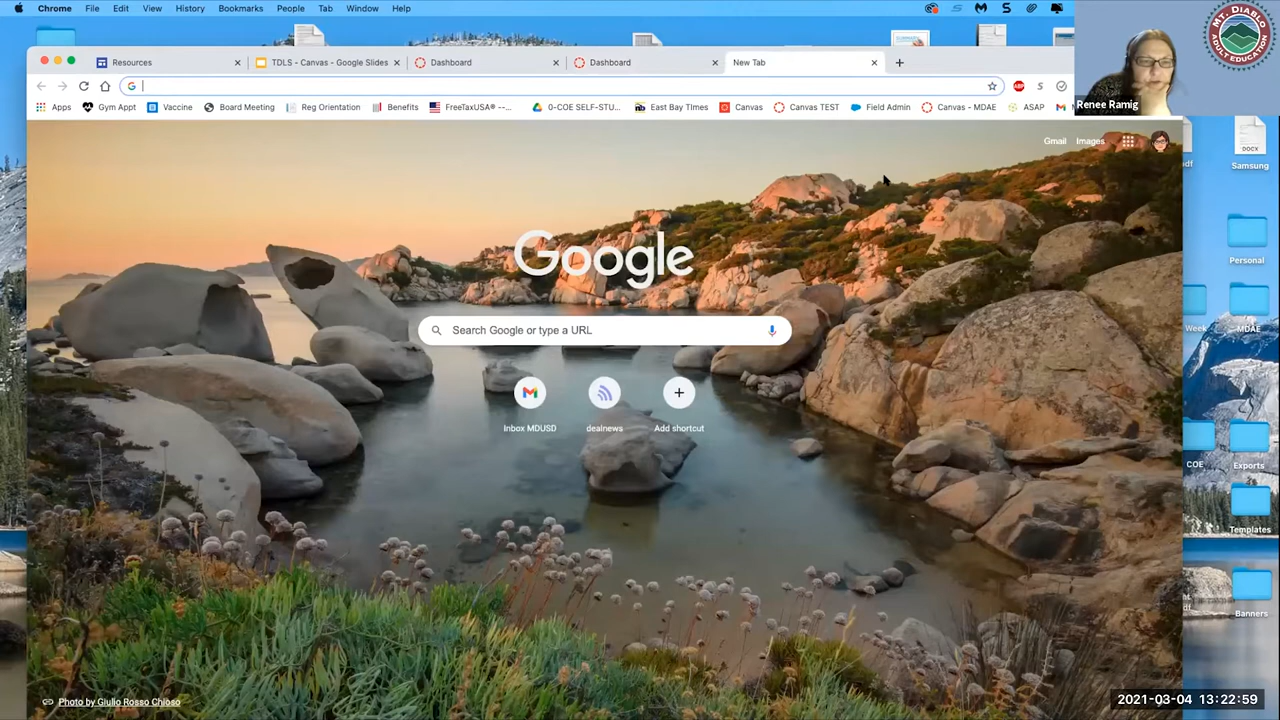 Chrome File Edit View History Bookmarks People Tab Window Help
MT. DIABLO
ADULT EDUCATION
Resources
TDLS - Canvas - Google Slides
Dashboard
Dashboard
New Tab
Apps Gym Appt Vaccine Board Meeting Reg Orientation Benefits FreeTaxUSA® --... 0-COE SELF-STU... East Bay Times Canvas Canvas TEST Field Admin Canvas - MDAE ASAP
Renee Ramig
Gmail Images
DOCX
Samsung
Google
Personal
Search Google or type a URL
Week MDAE
Inbox MDUSD dealnews Add shortcut
COE Exports
Templates
Banners
Photo by Giulio Rosso Chioso
2021-03-04 13:22:59